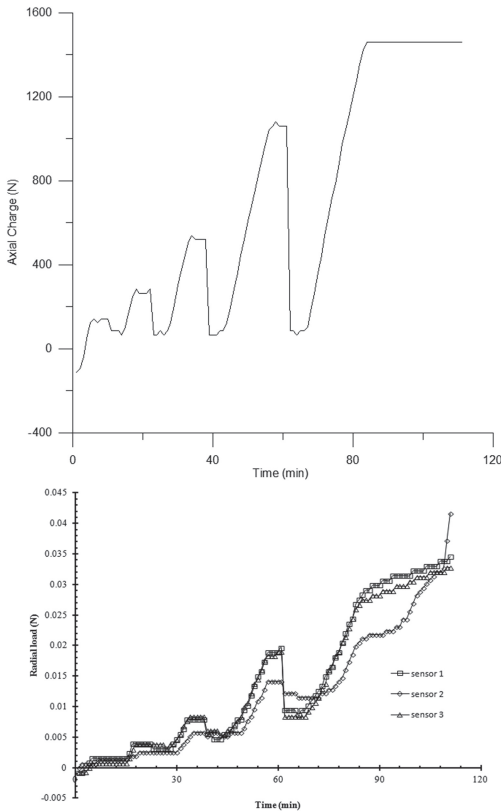 1600
1200
800
400
0
-400
Axial Charge (N)
0 40 80 120
Time (min)
0.045
0.04
0.035
0.03
0.025
0.02
0.015
0.01
0.005
0
-0.005
Radial load (N)
sensor 1
sensor 2
sensor 3
0 30 60 90 120
Time (min)